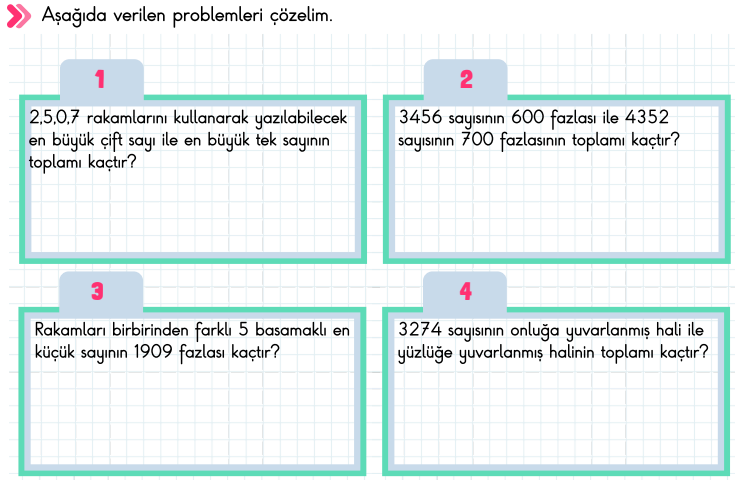 Aşağıda verilen problemleri çözelim.
1
2,5,0,7 rakamlarını kullanarak yazılabilecek
en büyük çift sayı ile en büyük tek sayının
toplamı kaçtır?
2
3456 sayısının 600 fazlası ile 4352
sayısının 700 fazlasının toplamı kaçtır?
3
Rakamları birbirinden farklı 5 basamaklı en
küçük sayının 1909 fazlası kaçtır?
4
3274 sayısının onluğa yuvarlanmış hali ile
yüzlüğe yuvarlanmış halinin toplamı kaçtır?